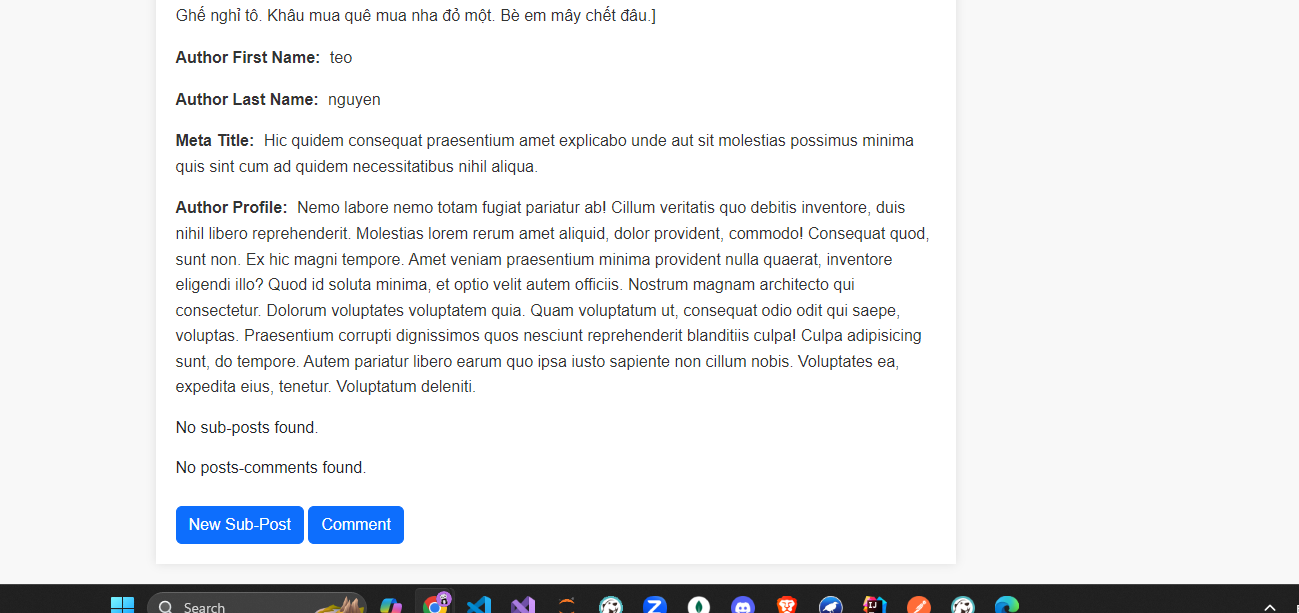 Ghế nghỉ tô. Khâu mua quê mua nha đỏ một. Bè em mây chết đâu.]
Author First Name: teo
Author Last Name: nguyen
Meta Title: Hic quidem consequat praesentium amet explicabo unde aut sit molestias possimus minima
quis sint cum ad quidem necessitatibus nihil aliqua.
Author Profile: Nemo labore nemo totam fugiat pariatur ab! Cillum veritatis quo debitis inventore, duis
nihil libero reprehenderit. Molestias lorem rerum amet aliquid, dolor provident, commodo! Consequat quod,
sunt non. Ex hic magni tempore. Amet veniam praesentium minima provident nulla quaerat, inventore
eligendi illo? Quod id soluta minima, et optio velit autem officiis. Nostrum magnam architecto qui
consectetur. Dolorum voluptates voluptatem quia. Quam voluptatum ut, consequat odio odit qui saepe,
voluptas. Praesentium corrupti dignissimos quos nesciunt reprehenderit blanditiis culpa! Culpa adipisicing
sunt, do tempore. Autem pariatur libero earum quo ipsa iusto sapiente non cillum nobis. Voluptates ea,
expedita eius, tenetur. Voluptatum deleniti.
No sub-posts found.
No posts-comments found.
New Sub-Post Comment
Search